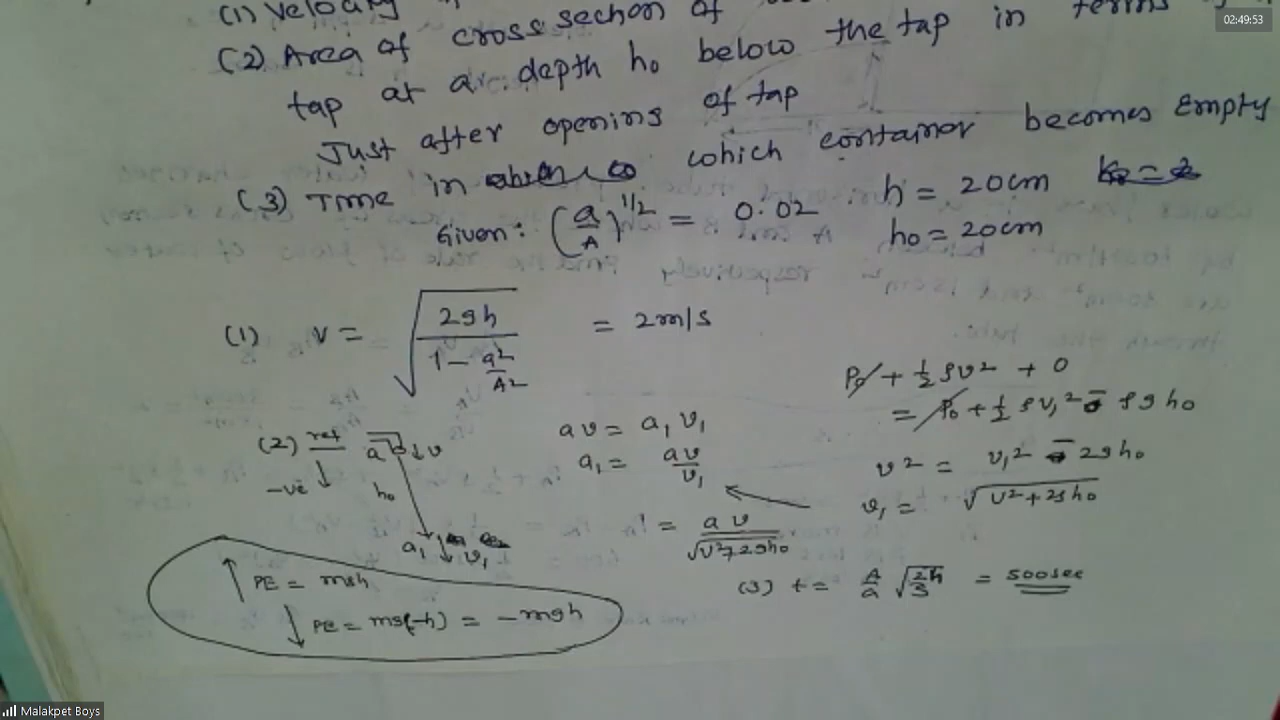 02:49:53
(1) Velocity
(2) Area of cross section of
tap at a depth h₀ below the tap in terms
Just after opening of tap
(3) Time in which container becomes Empty
Given: (a/A)^1/2 = 0.02 h = 20cm
h₀ = 20cm
(1) v = √(2gh / (1 - a²/A²)) = 2m/s
P₀ + ½ρv² + 0
= P₀ + ½ρv₁² - ρgh₀
(2) ref a ↓v
av = a₁v₁
v² = v₁² - 2gh₀
-ve ↓ h₀
a₁ = av/v₁
v₁ = √(v²+2gh₀)
a₁ ↓ v₁
= av/√(v²+2gh₀)
↑ PE = mgh
(3) t = A/a √(2h/g) = 500sec
↓ PE = mg(-h) = -mgh
Malakpet Boys